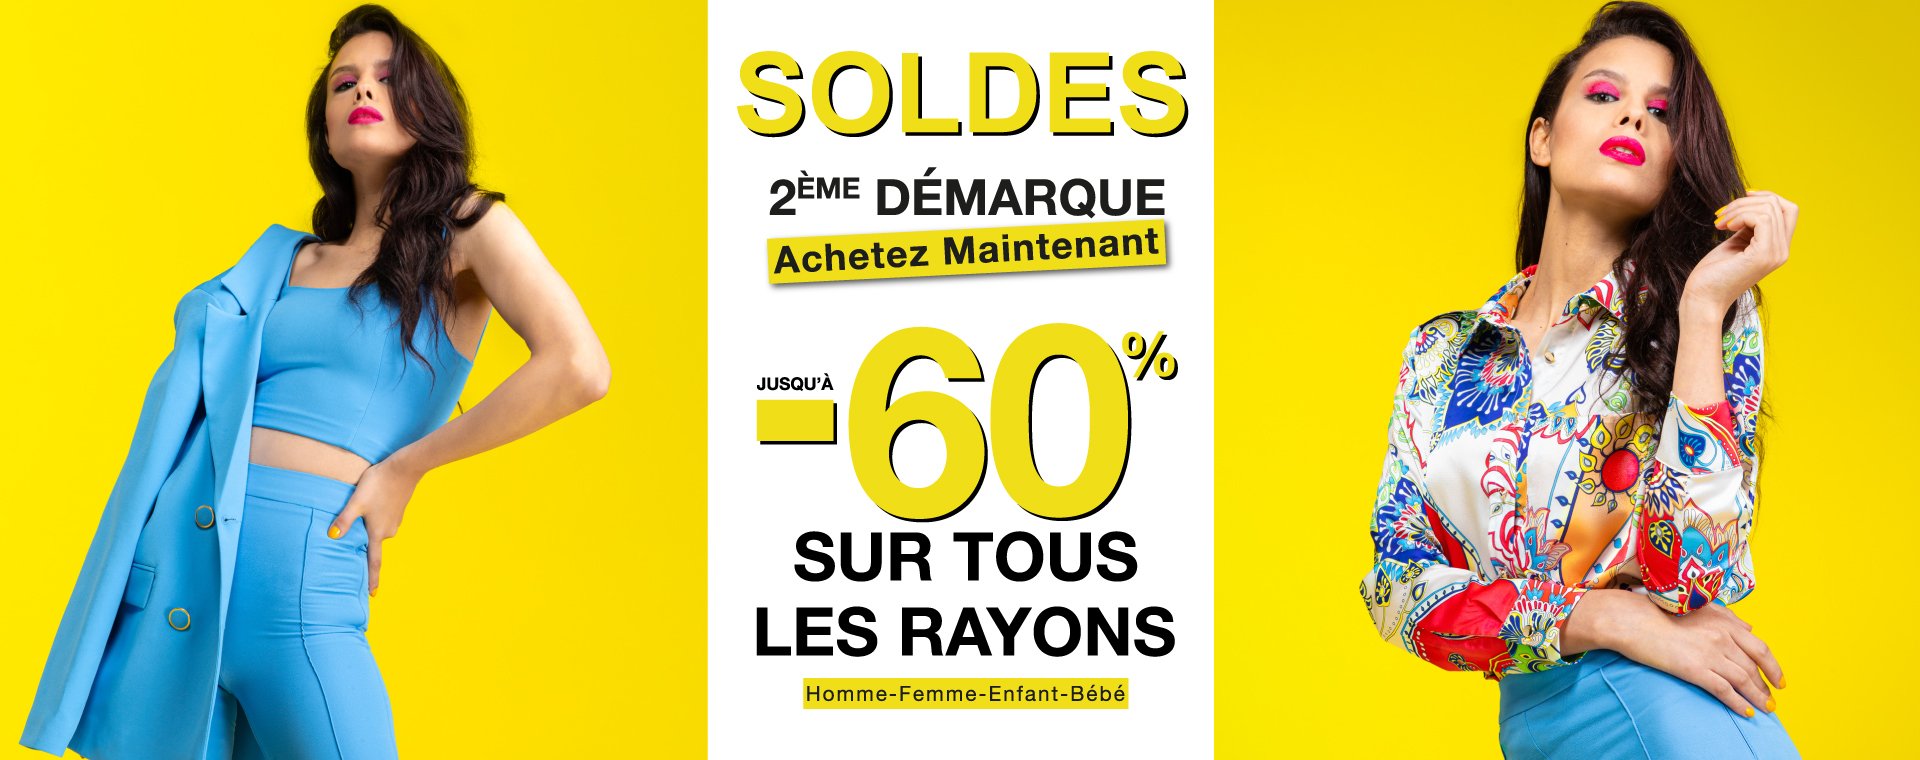 SOLDES
2ÈME DÉMARQUE
Achetez Maintenant
JUSQU'À
-60%
SUR TOUS
LES RAYONS
Homme-Femme-Enfant-Bébé